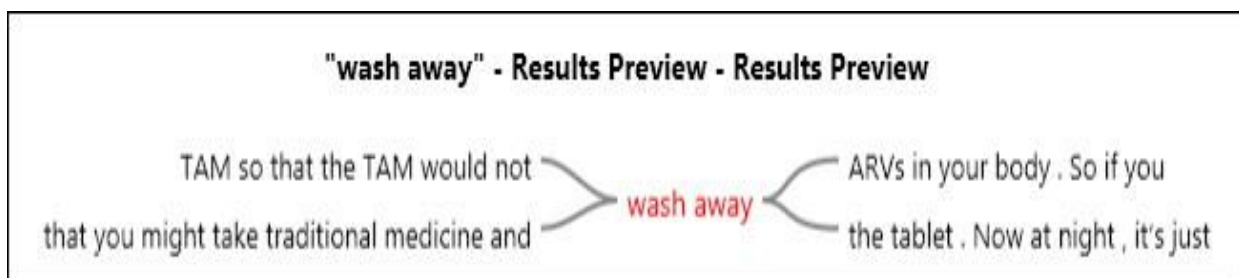 "wash away" - Results Preview - Results Preview
TAM so that the TAM would not
that you might take traditional medicine and
wash away
ARVs in your body . So if you
the tablet . Now at night , it's just